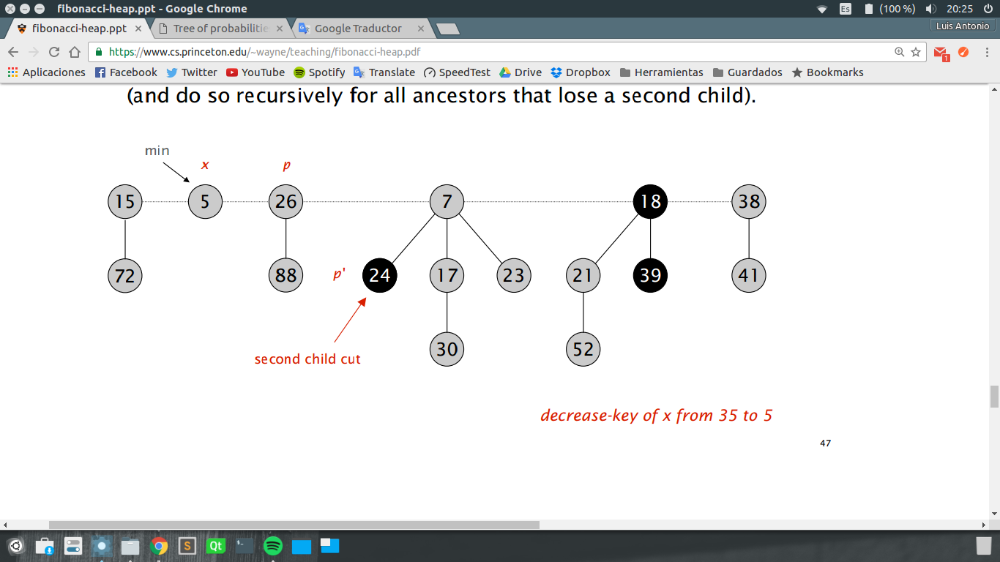 fibonacci-heap.ppt - Google Chrome
Es (100 %) 20:25
fibonacci-heap.ppt × Tree of probabilitie × Google Traductor × Luis Antonio
https://www.cs.princeton.edu/~wayne/teaching/fibonacci-heap.pdf 1
Aplicaciones Facebook Twitter YouTube Spotify Translate SpeedTest Drive Dropbox Herramientas Guardados Bookmarks
(and do so recursively for all ancestors that lose a second child).
min
x p
15 5 26 7 18 38
72 88 p' 24 17 23 21 39 41
30 52
second child cut
decrease-key of x from 35 to 5
47
S Qt